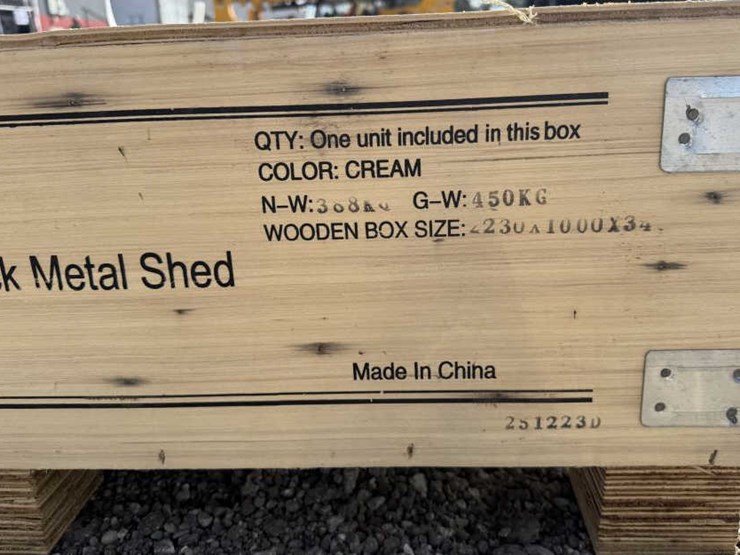 QTY: One unit included in this box
COLOR: CREAM
N-W: G-W:450KG
WOODEN BOX SIZE:
Metal Shed
Made In China
251223D